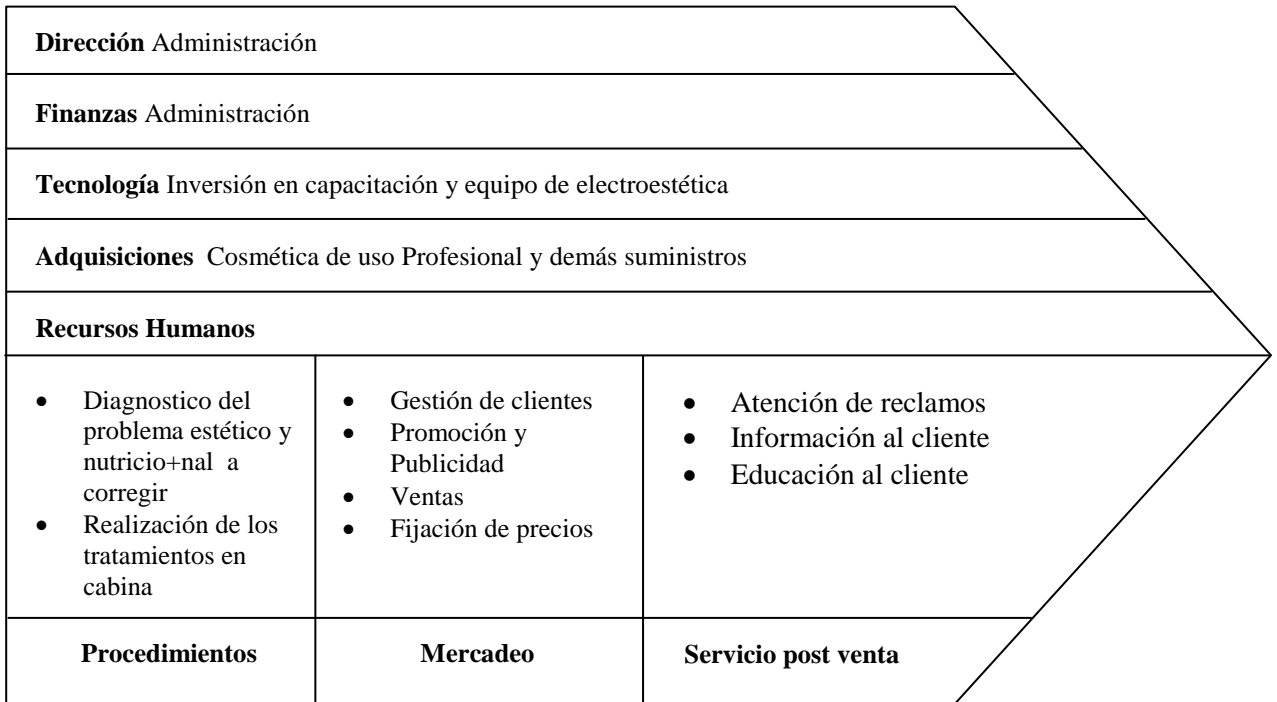 Dirección Administración
Finanzas Administración
Tecnología Inversión en capacitación y equipo de electroestética
Adquisiciones Cosmética de uso Profesional y demás suministros
Recursos Humanos
• Diagnostico del
problema estético y
nutricio+nal a
corregir
• Realización de los
tratamientos en
cabina
• Gestión de clientes
• Promoción y
Publicidad
• Ventas
• Fijación de precios
• Atención de reclamos
• Información al cliente
• Educación al cliente
Procedimientos
Mercadeo
Servicio post venta